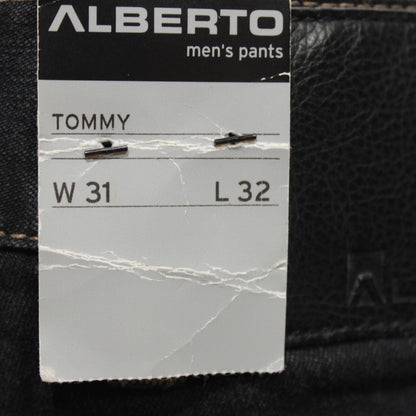 ALBERTO
men's pants
TOMMY
W 31 L 32